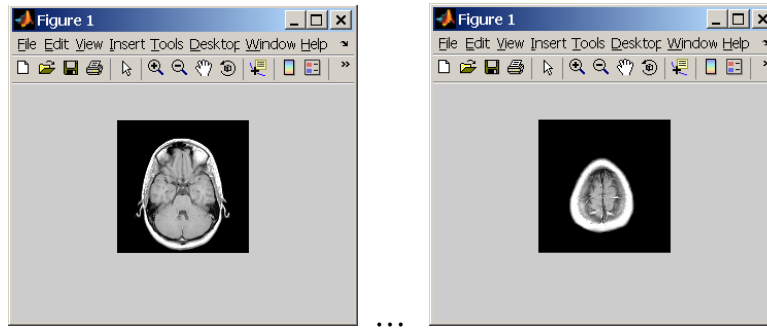 Figure 1
File Edit View Insert Tools Desktop Window Help
Figure 1
File Edit View Insert Tools Desktop Window Help
...